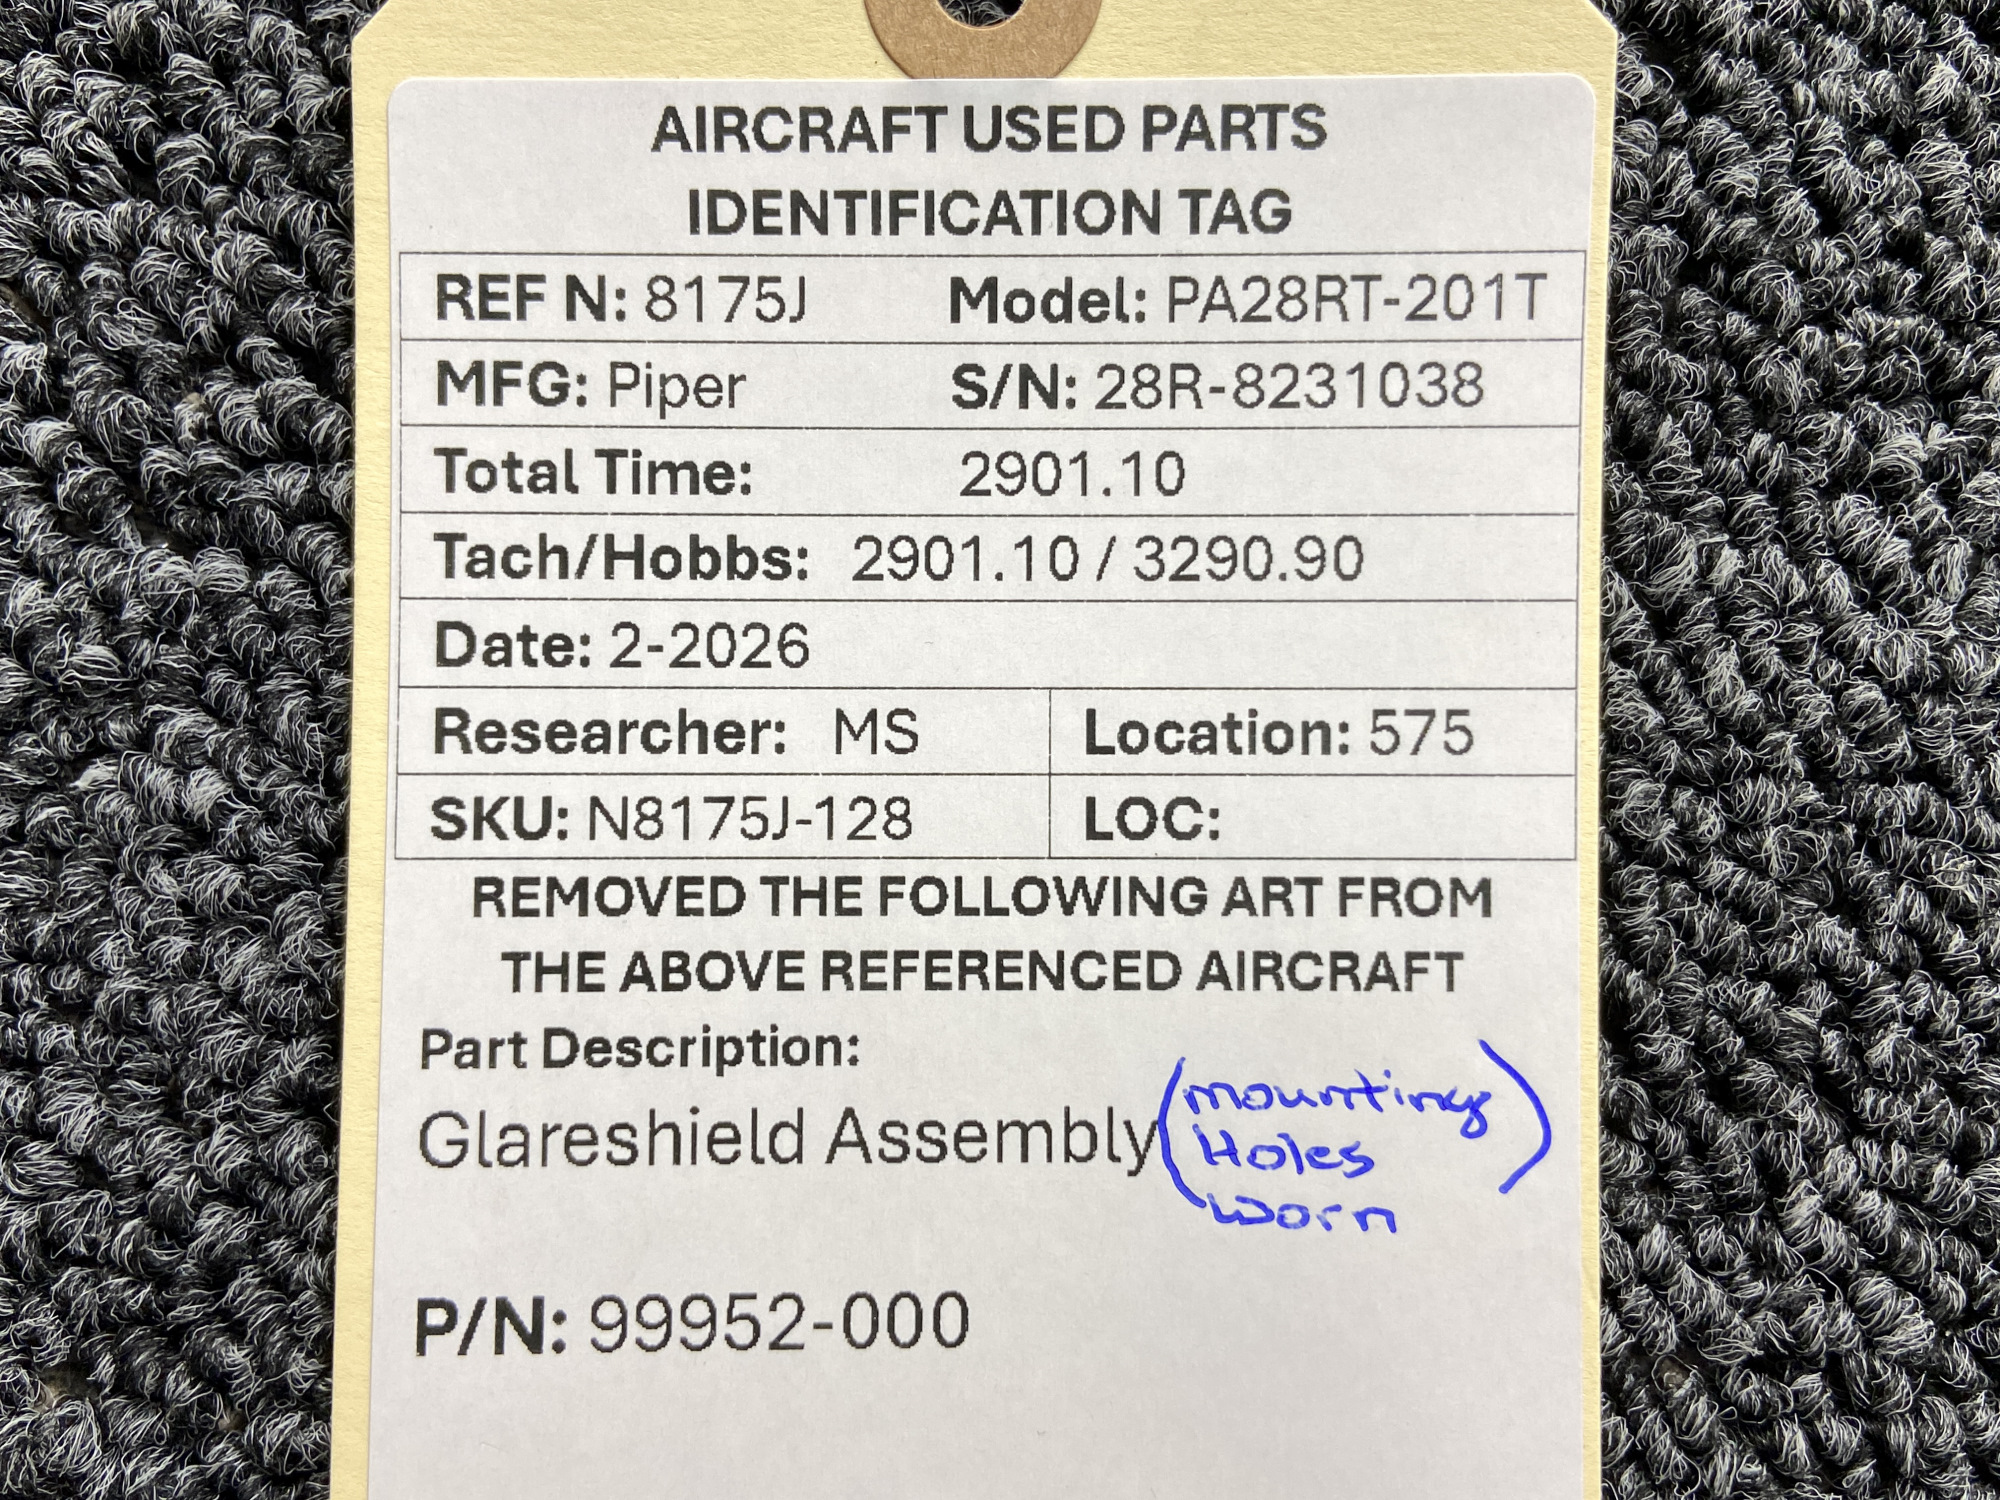 AIRCRAFT USED PARTS
IDENTIFICATION TAG
REF N: 8175J Model: PA28RT-201T
MFG: Piper S/N: 28R-8231038
Total Time: 2901.10
Tach/Hobbs: 2901.10 / 3290.90
Date: 2-2026
Researcher: MS Location: 575
SKU: N8175J-128 LOC:
REMOVED THE FOLLOWING ART FROM
THE ABOVE REFERENCED AIRCRAFT
Part Description:
Glareshield Assembly (mounting
Holes
worn)
P/N: 99952-000